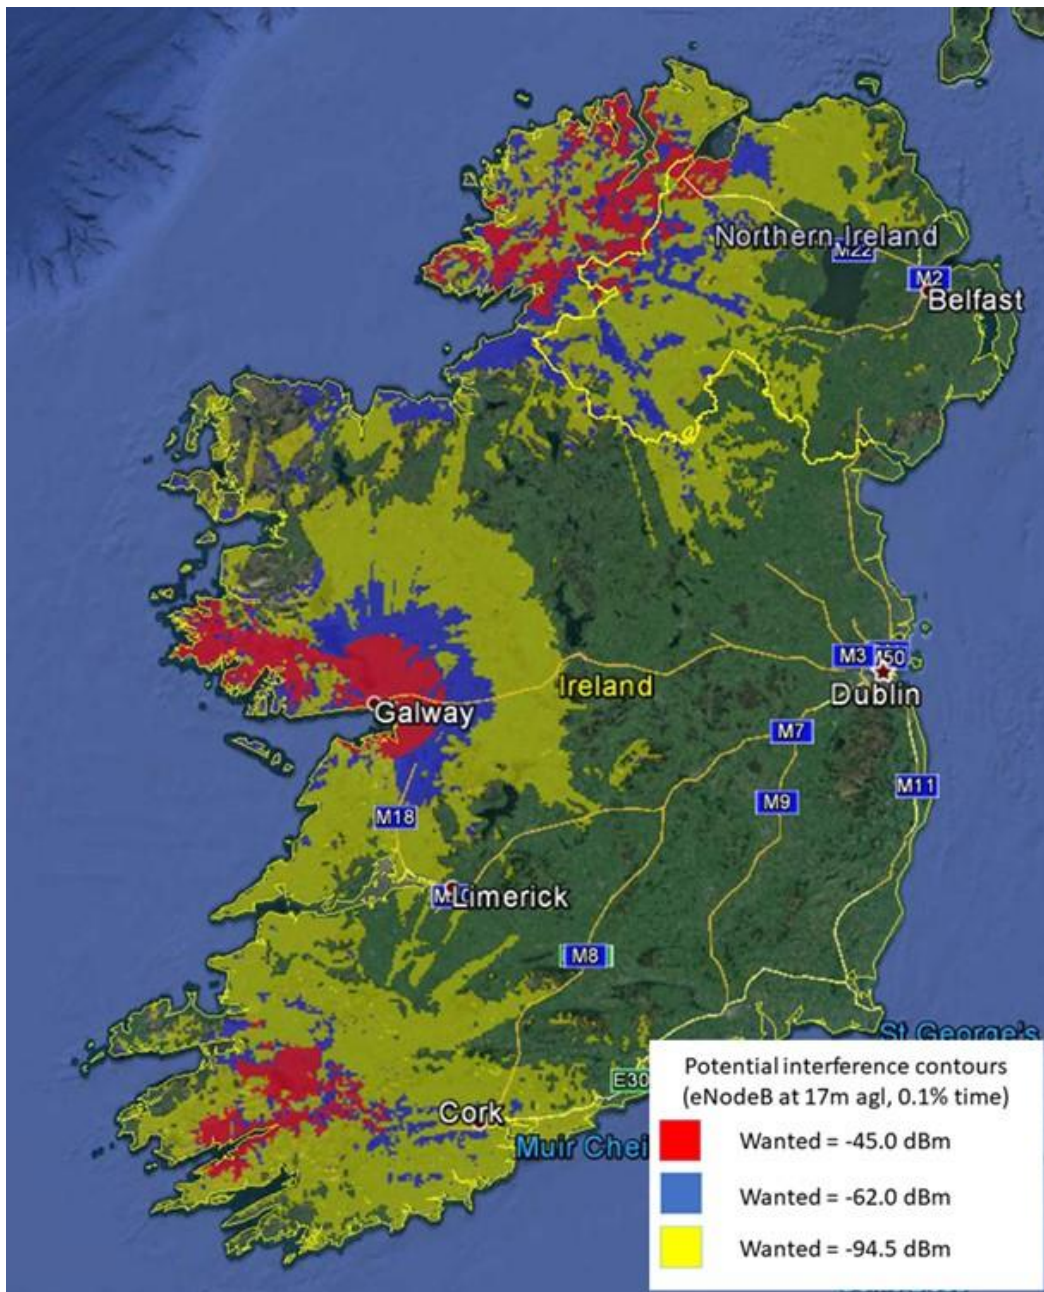 Northern Ireland
M22
M2
Belfast
M3
M50
Ireland
Dublin
Galway
M7
M9
M11
M18
Limerick
M8
St George's
E30
Cork
Muir Chei
Potential interference contours
(eNodeB at 17m agl, 0.1% time)
Wanted = -45.0 dBm
Wanted = -62.0 dBm
Wanted = -94.5 dBm